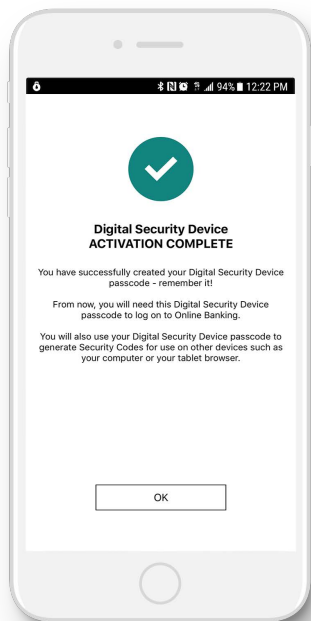 94% 12:22 PM
Digital Security Device
ACTIVATION COMPLETE
You have successfully created your Digital Security Device
passcode - remember it!
From now, you will need this Digital Security Device
passcode to log on to Online Banking.
You will also use your Digital Security Device passcode to
generate Security Codes for use on other devices such as
your computer or your tablet browser.
OK